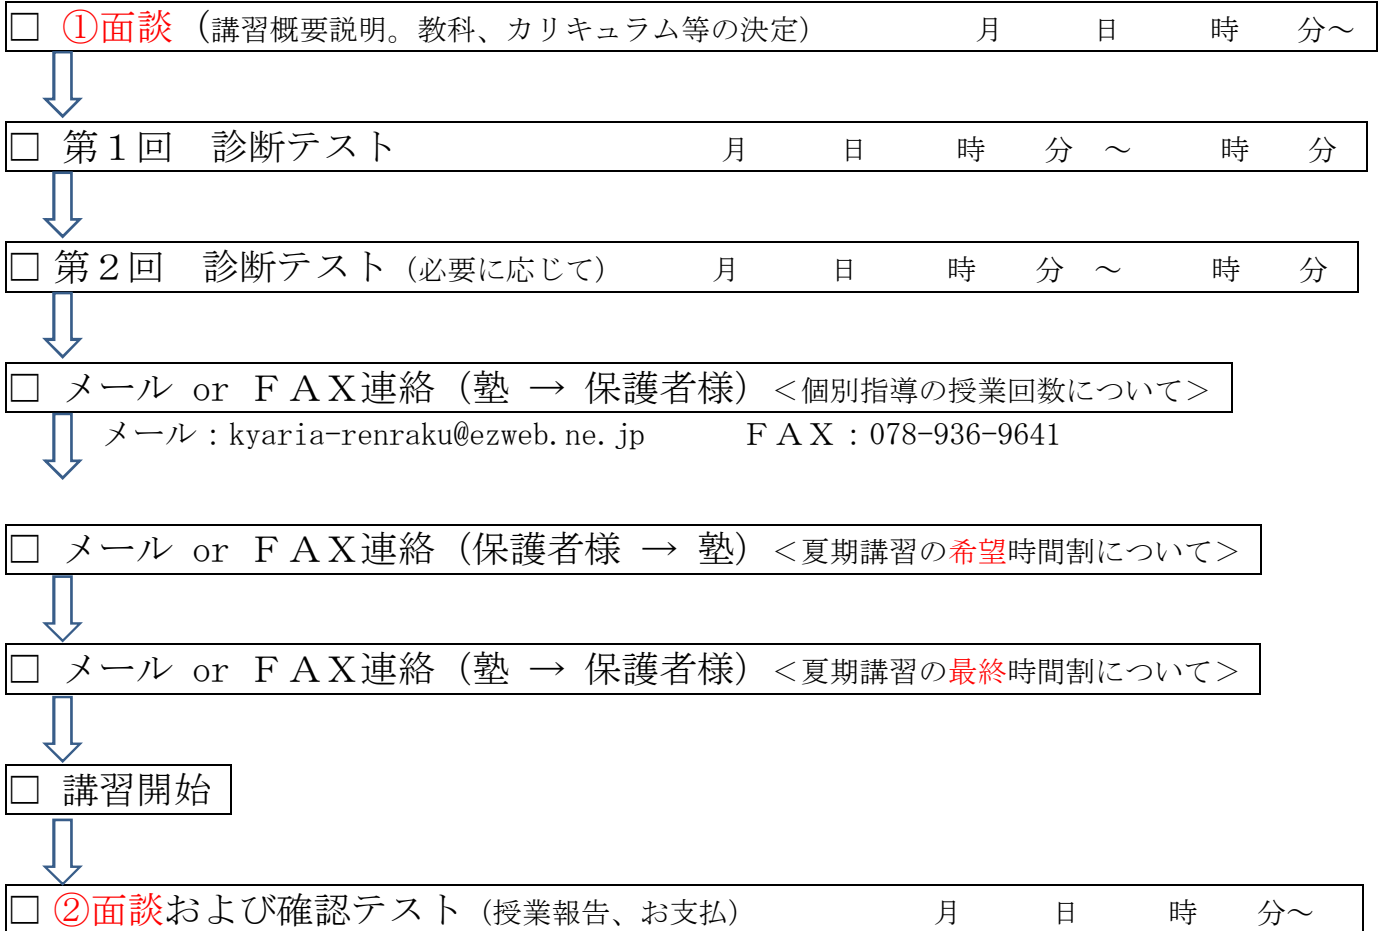 □ ①面談（講習概要説明。教科、カリキュラム等の決定） 月 日 時 分～
□ 第１回 診断テスト 月 日 時 分 ～ 時 分
□ 第２回 診断テスト（必要に応じて） 月 日 時 分 ～ 時 分
□ メール or ＦＡＸ連絡（塾 → 保護者様）＜個別指導の授業回数について＞
メール：kyaria-renraku@ezweb.ne.jp ＦＡＸ：078-936-9641
□ メール or ＦＡＸ連絡（保護者様 → 塾）＜夏期講習の希望時間割について＞
□ メール or ＦＡＸ連絡（塾 → 保護者様）＜夏期講習の最終時間割について＞
□ 講習開始
□ ②面談および確認テスト（授業報告、お支払） 月 日 時 分～